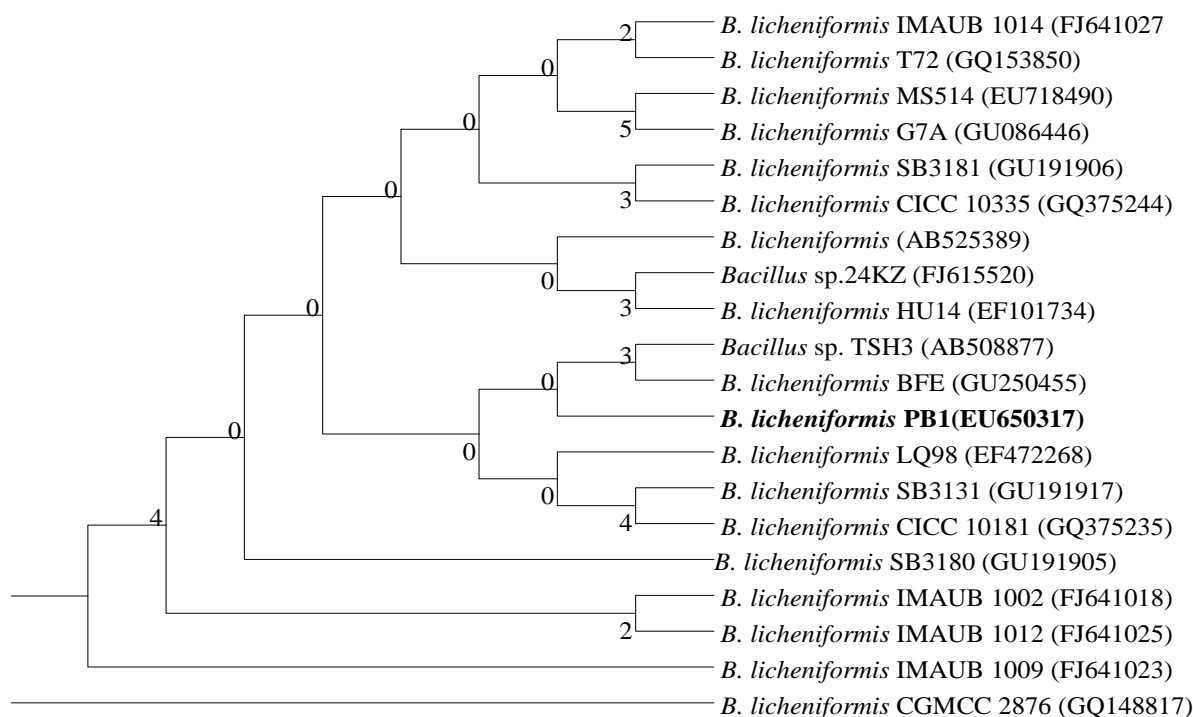 B. licheniformis IMAUB 1014 (FJ641027
2
B. licheniformis T72 (GQ153850)
0
B. licheniformis MS514 (EU718490)
5
B. licheniformis G7A (GU086446)
0
B. licheniformis SB3181 (GU191906)
3
B. licheniformis CICC 10335 (GQ375244)
0
B. licheniformis (AB525389)
0
Bacillus sp.24KZ (FJ615520)
3
B. licheniformis HU14 (EF101734)
0
Bacillus sp. TSH3 (AB508877)
3
B. licheniformis BFE (GU250455)
0
B. licheniformis PB1(EU650317)
0
B. licheniformis LQ98 (EF472268)
0
B. licheniformis SB3131 (GU191917)
4
B. licheniformis CICC 10181 (GQ375235)
0
B. licheniformis SB3180 (GU191905)
4
B. licheniformis IMAUB 1002 (FJ641018)
2
B. licheniformis IMAUB 1012 (FJ641025)
B. licheniformis IMAUB 1009 (FJ641023)
B. licheniformis CGMCC 2876 (GQ148817)